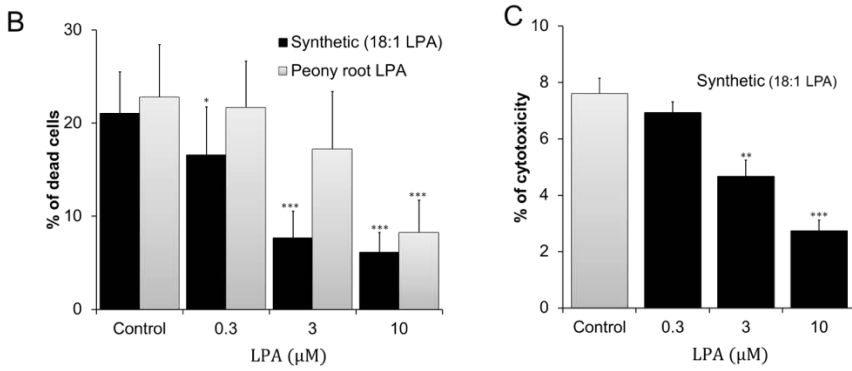 B
30
20
10
0
% of dead cells
Synthetic (18:1 LPA)
Peony root LPA
*
***
***
***
Control 0.3 3 10
LPA (μM)
C
10
8
6
4
2
0
% of cytotoxicity
Synthetic (18:1 LPA)
**
***
Control 0.3 3 10
LPA (μM)